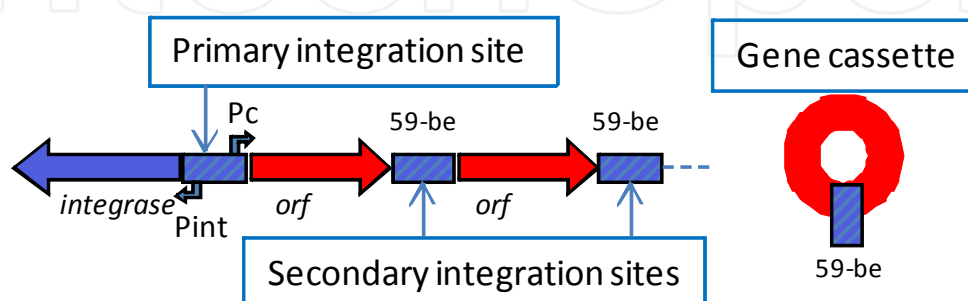 Primary integration site
Gene cassette
Pc
59-be
59-be
integrase
Pint
orf
orf
Secondary integration sites
59-be